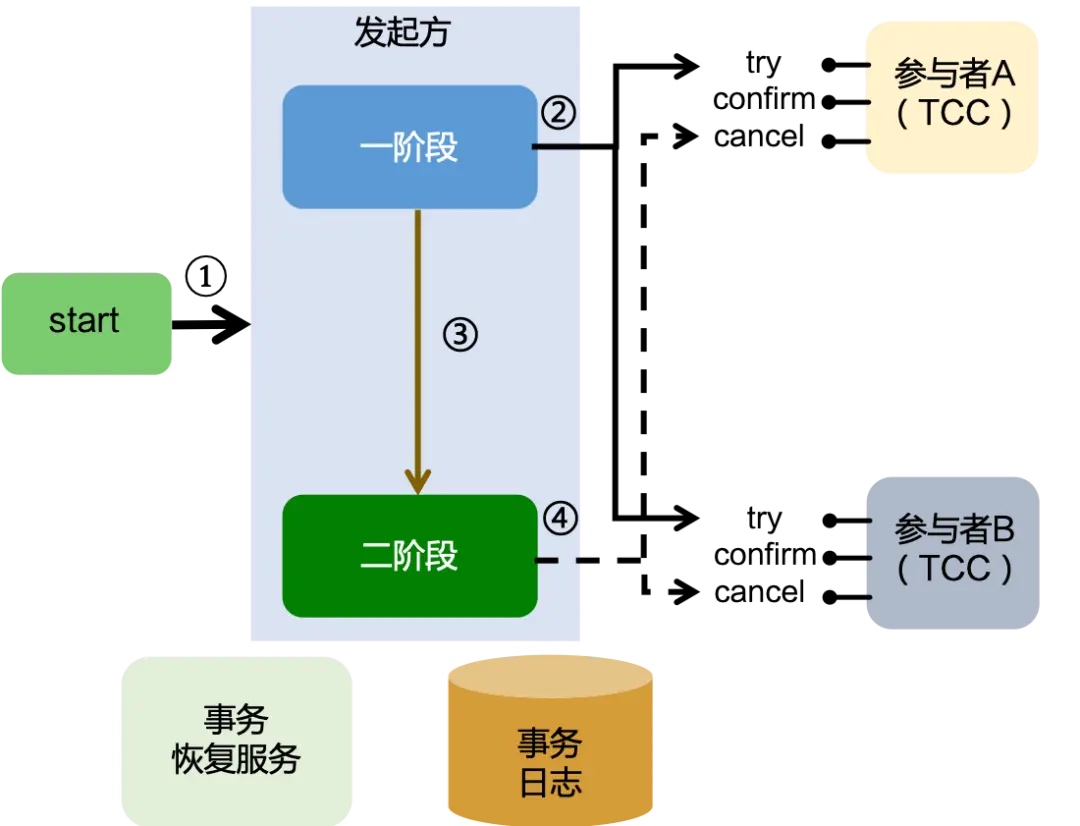 发起方
一阶段
②
try
confirm
cancel
参与者A
（TCC）
start
①
③
二阶段
④
try
confirm
cancel
参与者B
（TCC）
事务
恢复服务
事务
日志